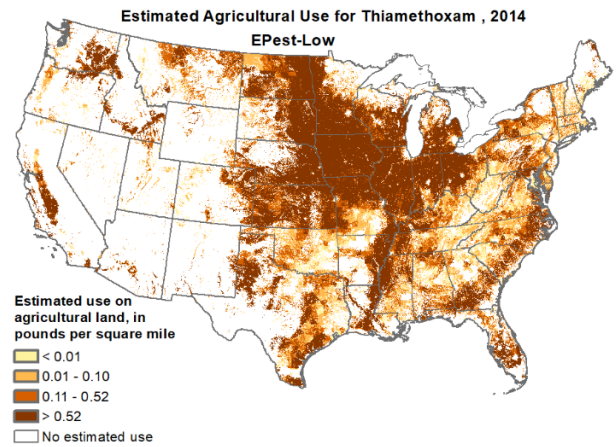 Estimated Agricultural Use for Thiamethoxam , 2014
EPest-Low
Estimated use on
agricultural land, in
pounds per square mile
< 0.01
0.01 - 0.10
0.11 - 0.52
> 0.52
No estimated use